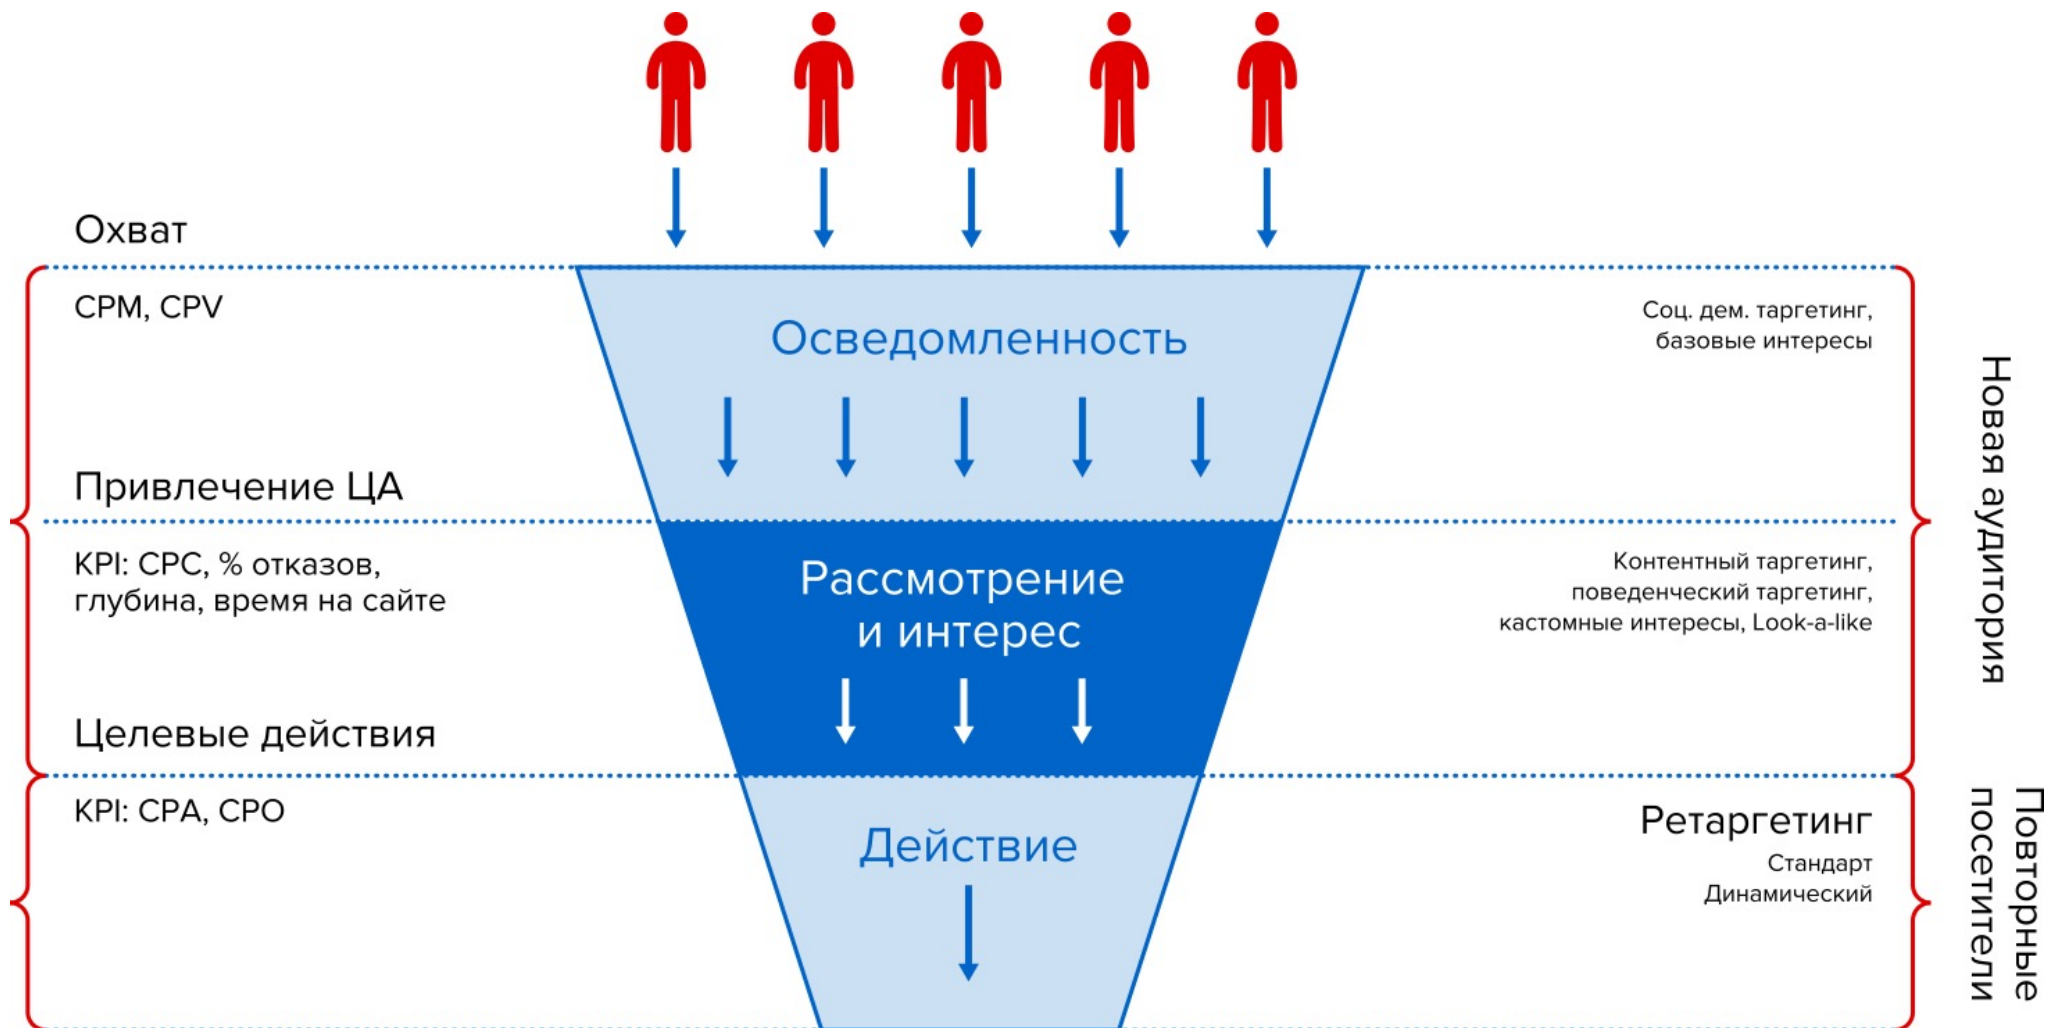 Охват
CPM, CPV
Осведомленность
Соц. дем. таргетинг,
базовые интересы
Новая аудитория
Привлечение ЦА
KPI: CPC, % отказов,
глубина, время на сайте
Рассмотрение
и интерес
Контентный таргетинг,
поведенческий таргетинг,
кастомные интересы, Look-a-like
Целевые действия
KPI: CPA, CPO
Действие
Ретаргетинг
Стандарт
Динамический
Повторные
посетители